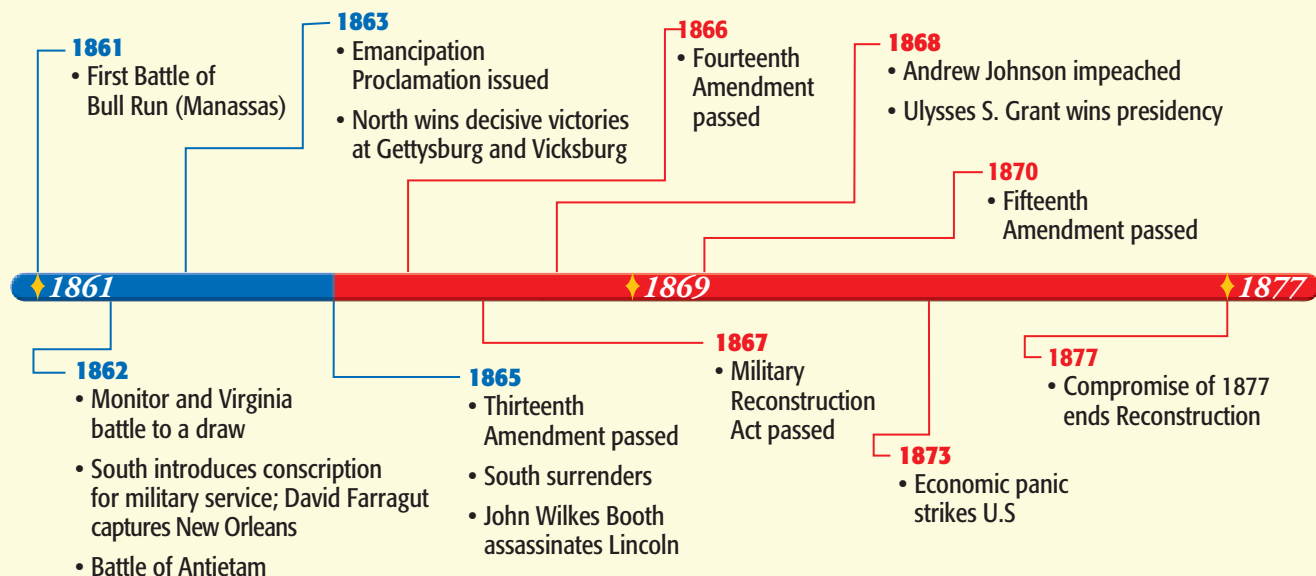 1861
• First Battle of
Bull Run (Manassas)
1863
• Emancipation
Proclamation issued
• North wins decisive victories
at Gettysburg and Vicksburg
1866
• Fourteenth
Amendment
passed
1868
• Andrew Johnson impeached
• Ulysses S. Grant wins presidency
1870
• Fifteenth
Amendment passed
1861
1869
1877
1862
• Monitor and Virginia
battle to a draw
• South introduces conscription
for military service; David Farragut
captures New Orleans
• Battle of Antietam
1865
• Thirteenth
Amendment passed
• South surrenders
• John Wilkes Booth
assassinates Lincoln
1867
• Military
Reconstruction
Act passed
1873
• Economic panic
strikes U.S
1877
• Compromise of 1877
ends Reconstruction